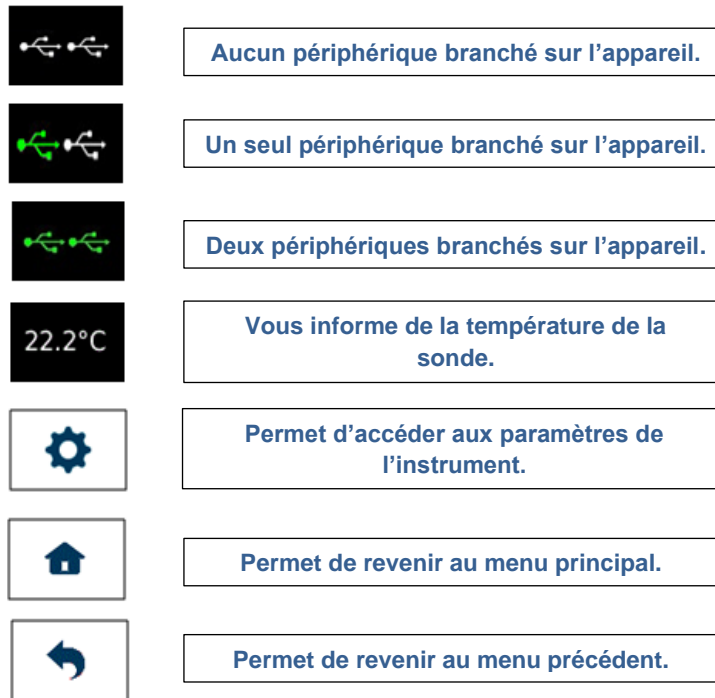 Aucun périphérique branché sur l’appareil.
Un seul périphérique branché sur l’appareil.
Deux périphériques branchés sur l’appareil.
22.2°C
Vous informe de la température de la
sonde.
Permet d’accéder aux paramètres de
l’instrument.
Permet de revenir au menu principal.
Permet de revenir au menu précédent.